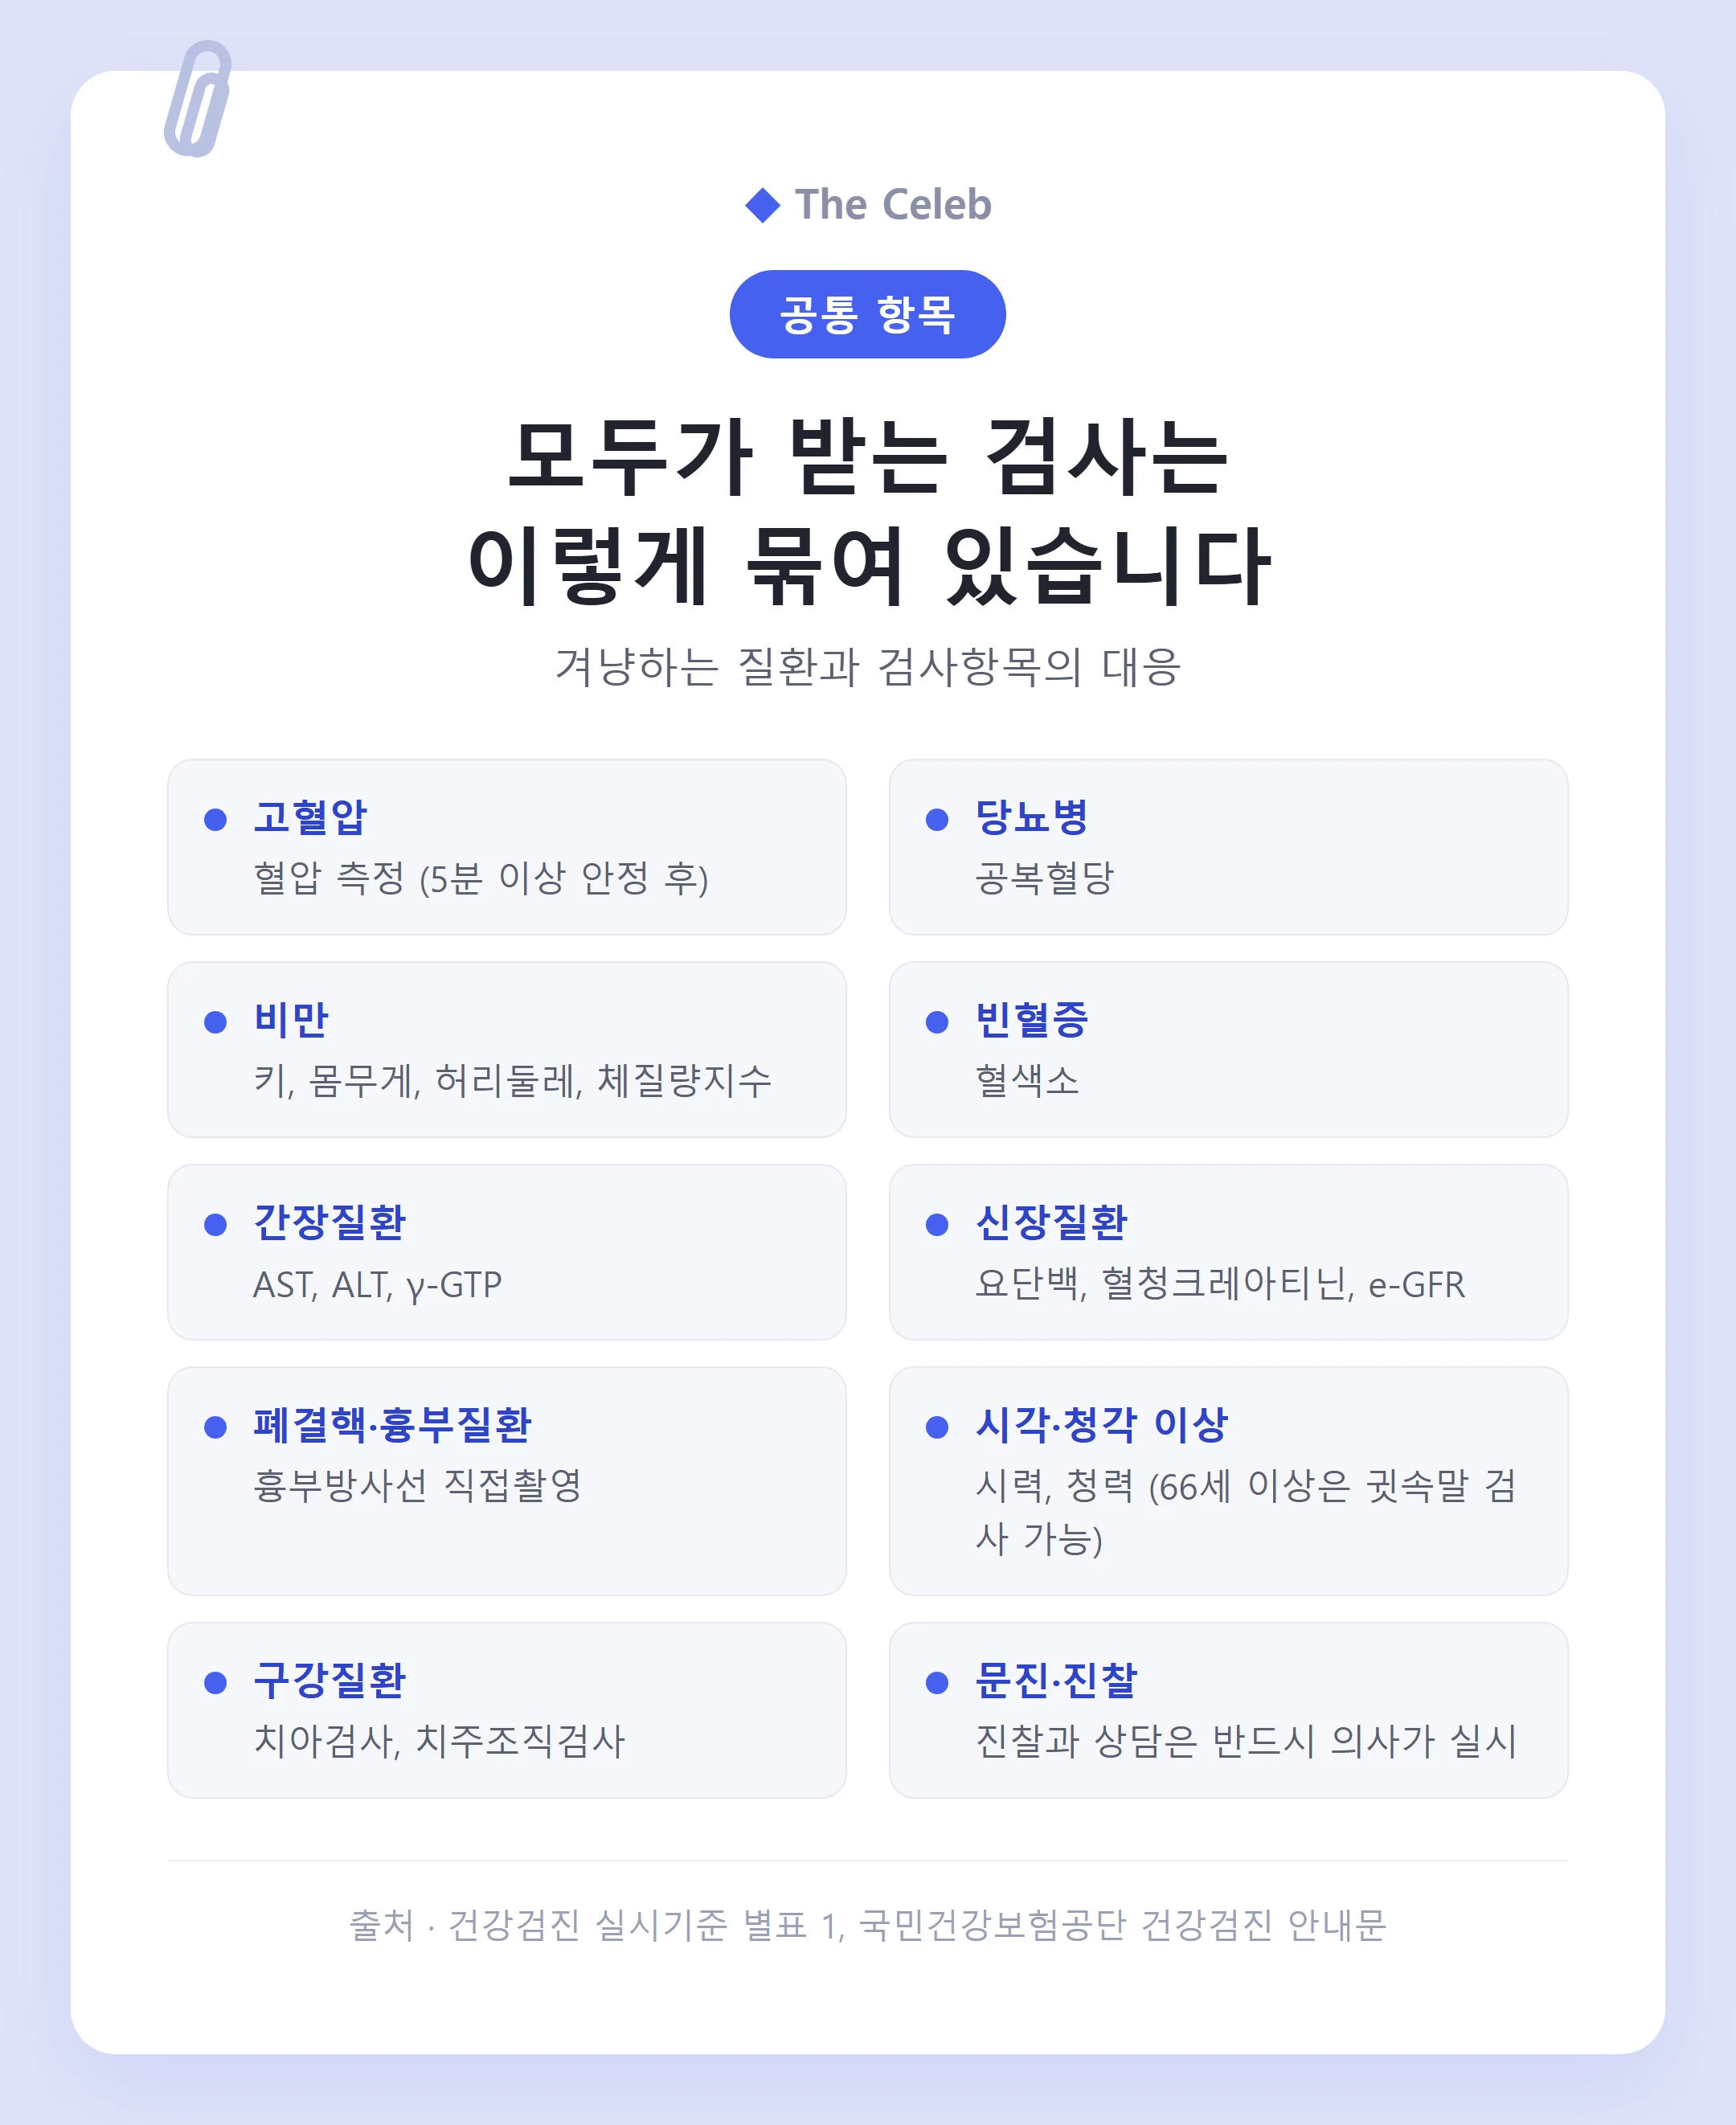 The Celeb
공통 항목
모두가 받는 검사는
이렇게 묶여 있습니다
겨냥하는 질환과 검사항목의 대응
고혈압
혈압 측정 (5분 이상 안정 후)
당뇨병
공복혈당
비만
키, 몸무게, 허리둘레, 체질량지수
빈혈증
혈색소
간장질환
AST, ALT, γ-GTP
신장질환
요단백, 혈청크레아티닌, e-GFR
폐결핵·흉부질환
흉부방사선 직접촬영
시각·청각 이상
시력, 청력 (66세 이상은 귓속말 검
사 가능)
구강질환
치아검사, 치주조직검사
문진·진찰
진찰과 상담은 반드시 의사가 실시
출처 · 건강검진 실시기준 별표 1, 국민건강보험공단 건강검진 안내문